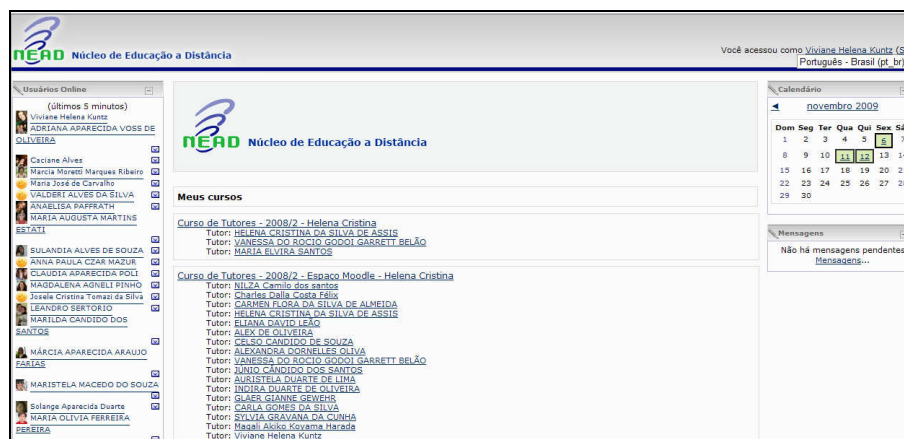 NEAD Núcleo de Educação a Distância
Você acessou como Viviane Helena Kuntz (S
Português - Brasil (pt_br)
Usuários Online
(últimos 5 minutos)
Viviane Helena Kuntz
ADRIANA APARECIDA VOSS DE
OLIVEIRA
Caciane Alves
Marcia Moretti Marques Ribeiro
Maria José de Carvalho
VALDERI ALVES DA SILVA
ANAELISA PAFFRATH
MARIA AUGUSTA MARTINS
ESTATI
SULANDIA ALVES DE SOUZA
ANNA PAULA CZAR MAZUR
CLAUDIA APARECIDA POLI
MAGDALENA AGNELI PINHO
Josele Cristina Tomazi da Silva
LEANDRO SERTORIO
MARILDA CANDIDO DOS
SANTOS
MÁRCIA APARECIDA ARAUJO
FARIAS
MARISTELA MACEDO DO SOUZA
Solange Aparecida Duarte
MARIA OLIVIA FERREIRA
PEREIRA
NEAD Núcleo de Educação a Distância
Meus cursos
Curso de Tutores - 2008/2 - Helena Cristina
Tutor: HELENA CRISTINA DA SILVA DE ASSIS
Tutor: VANESSA DO ROCIO GODOI GARRETT BELÃO
Tutor: MARIA ELVIRA SANTOS
Curso de Tutores - 2008/2 - Espaço Moodle - Helena Cristina
Tutor: NILZA Camilo dos santos
Tutor: Charles Dalla Costa Félix
Tutor: CARMEN FLORA DA SILVA DE ALMEIDA
Tutor: HELENA CRISTINA DA SILVA DE ASSIS
Tutor: ELIANA DAVID LEÃO
Tutor: ALEX DE OLIVEIRA
Tutor: CELSO CANDIDO DE SOUZA
Tutor: ALEXANDRA DORNELLES OLIVA
Tutor: VANESSA DO ROCIO GODOI GARRETT BELÃO
Tutor: JÚNIO CÂNDIDO DOS SANTOS
Tutor: AURISTELA DUARTE DE LIMA
Tutor: INDIRA DUARTE DE OLIVEIRA
Tutor: GLAER GIANNE GEWEHR
Tutor: CARLA GOMES DA SILVA
Tutor: SYLVIA GRAVANA DA CUNHA
Tutor: Magali Akiko Koyama Harada
Tutor: Viviane Helena Kuntz
Calendário
novembro 2009
Dom Seg Ter Qua Qui Sex Sá
1 2 3 4 5 6 7
8 9 10 11 12 13 14
15 16 17 18 19 20 21
22 23 24 25 26 27 28
29 30
Mensagens
Não há mensagens pendentes
Mensagens...